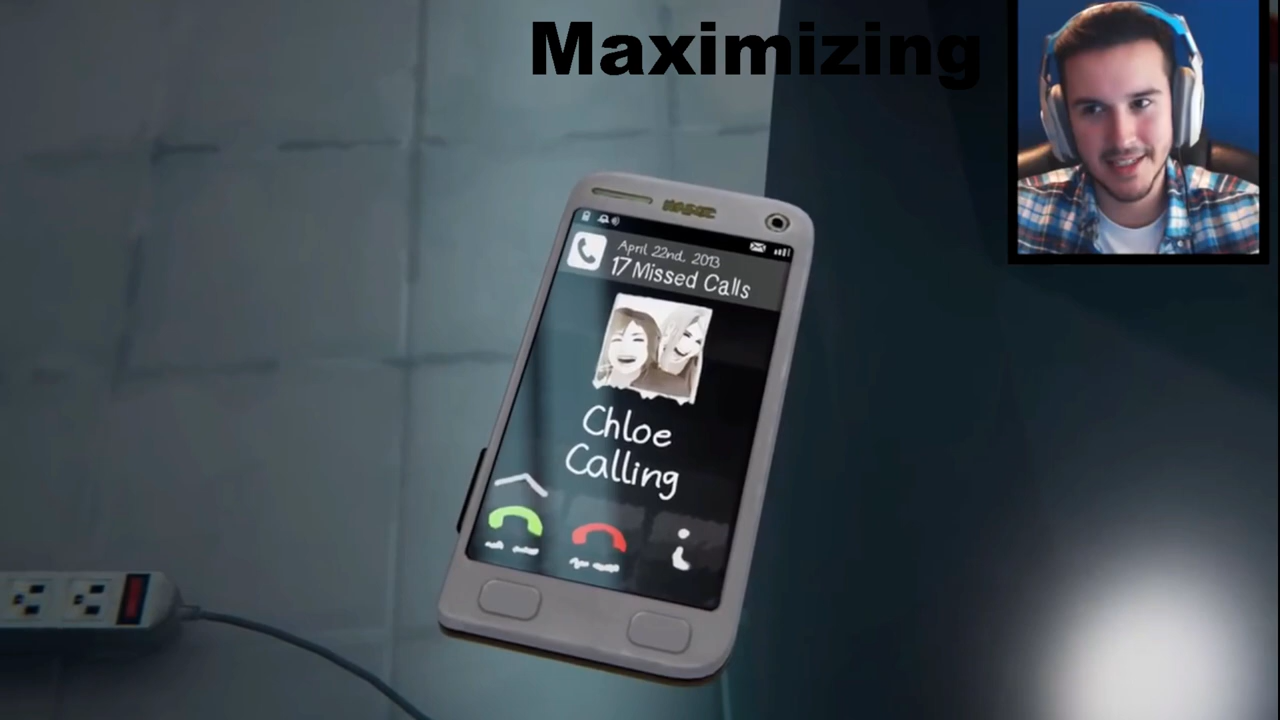 Maximizing
April 22nd, 2013
17 Missed Calls
Chloe
Calling